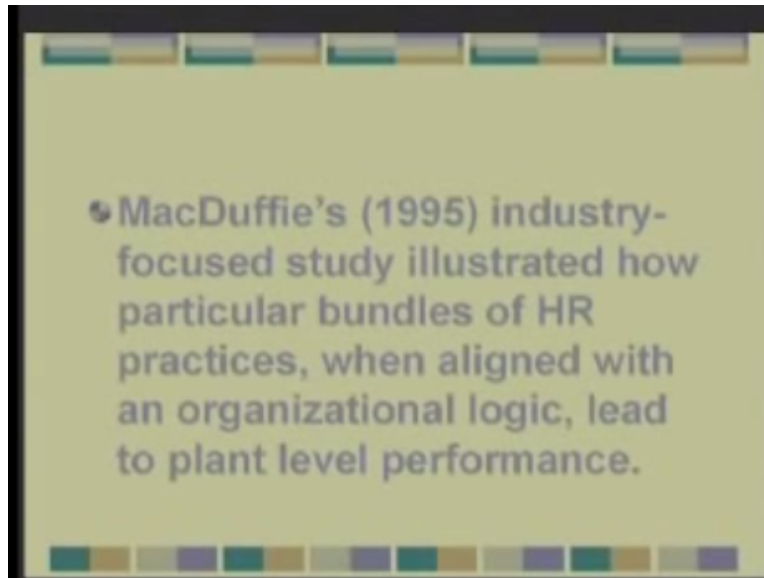 MacDuffie's (1995) industry-
focused study illustrated how
particular bundles of HR
practices, when aligned with
an organizational logic, lead
to plant level performance.